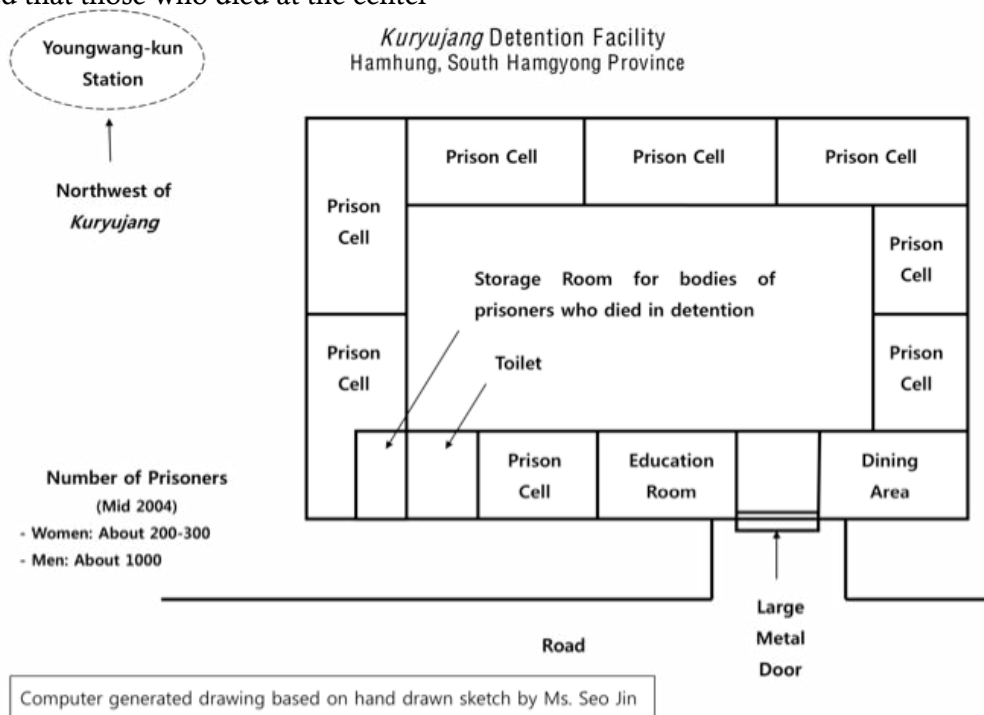 d that those who died at the center
Youngwang-kun
Station
Kuryujang Detention Facility
Hamhung, South Hamgyong Province
Northwest of
Kuryujang
Prison Cell
Prison Cell
Prison Cell
Prison
Cell
Prison
Cell
Storage Room for bodies of
prisoners who died in detention
Prison
Cell
Prison
Cell
Toilet
Number of Prisoners
(Mid 2004)
- Women: About 200-300
- Men: About 1000
Prison
Cell
Education
Room
Dining
Area
Large
Metal
Door
Road
Computer generated drawing based on hand drawn sketch by Ms. Seo Jin